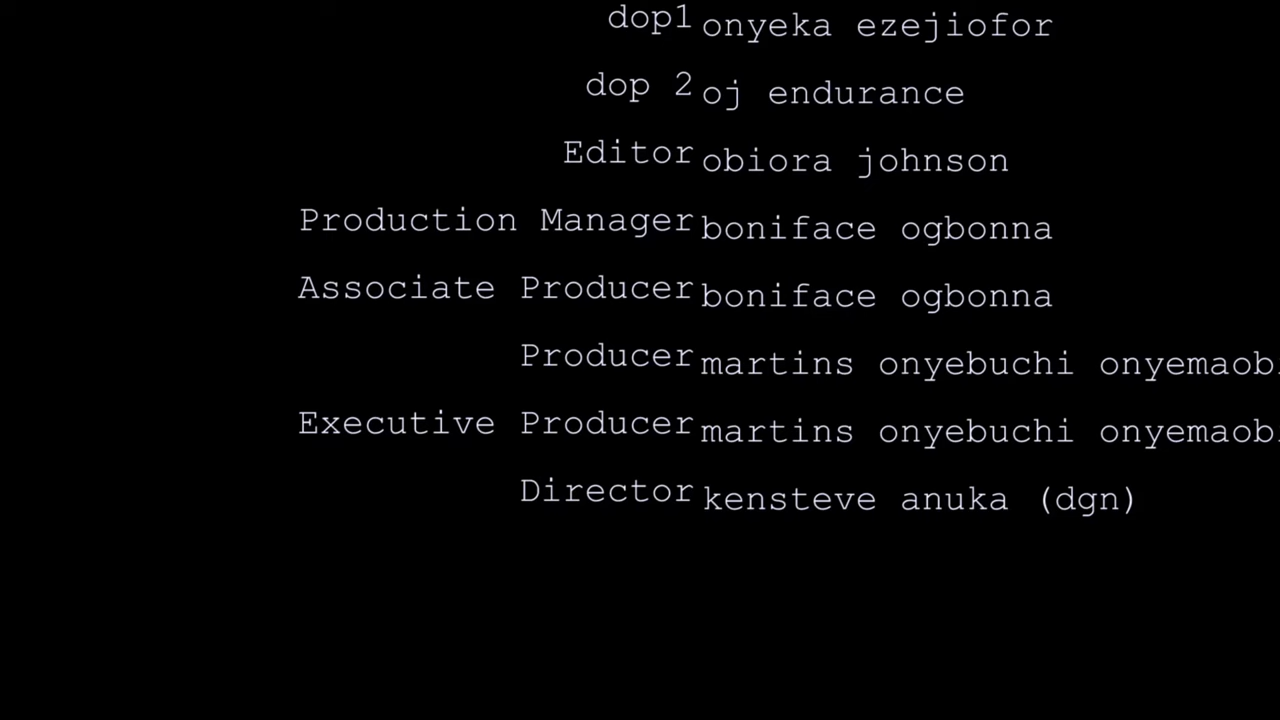 dop1 onyeka ezejiofor
dop 2 oj endurance
Editor obiora johnson
Production Manager boniface ogbonna
Associate Producer boniface ogbonna
Producer martins onyebuchi
Executive Producer martins onyebuchi
Director kensteve anuka (dgn)